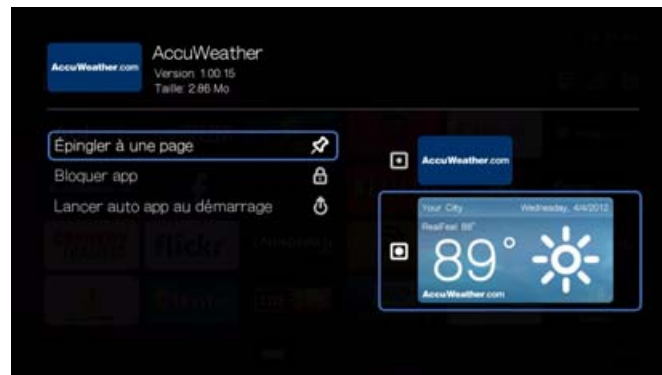 AccuWeather.com
AccuWeather
Version 1.00.15
Taille: 2.86 Mo
Épingler à une page
Bloquer app
Lancer auto app au démarrage
AccuWeather.com
Your City Wednesday, 4/4/2012
RealFeel 88°
89°
AccuWeather.com
flickr